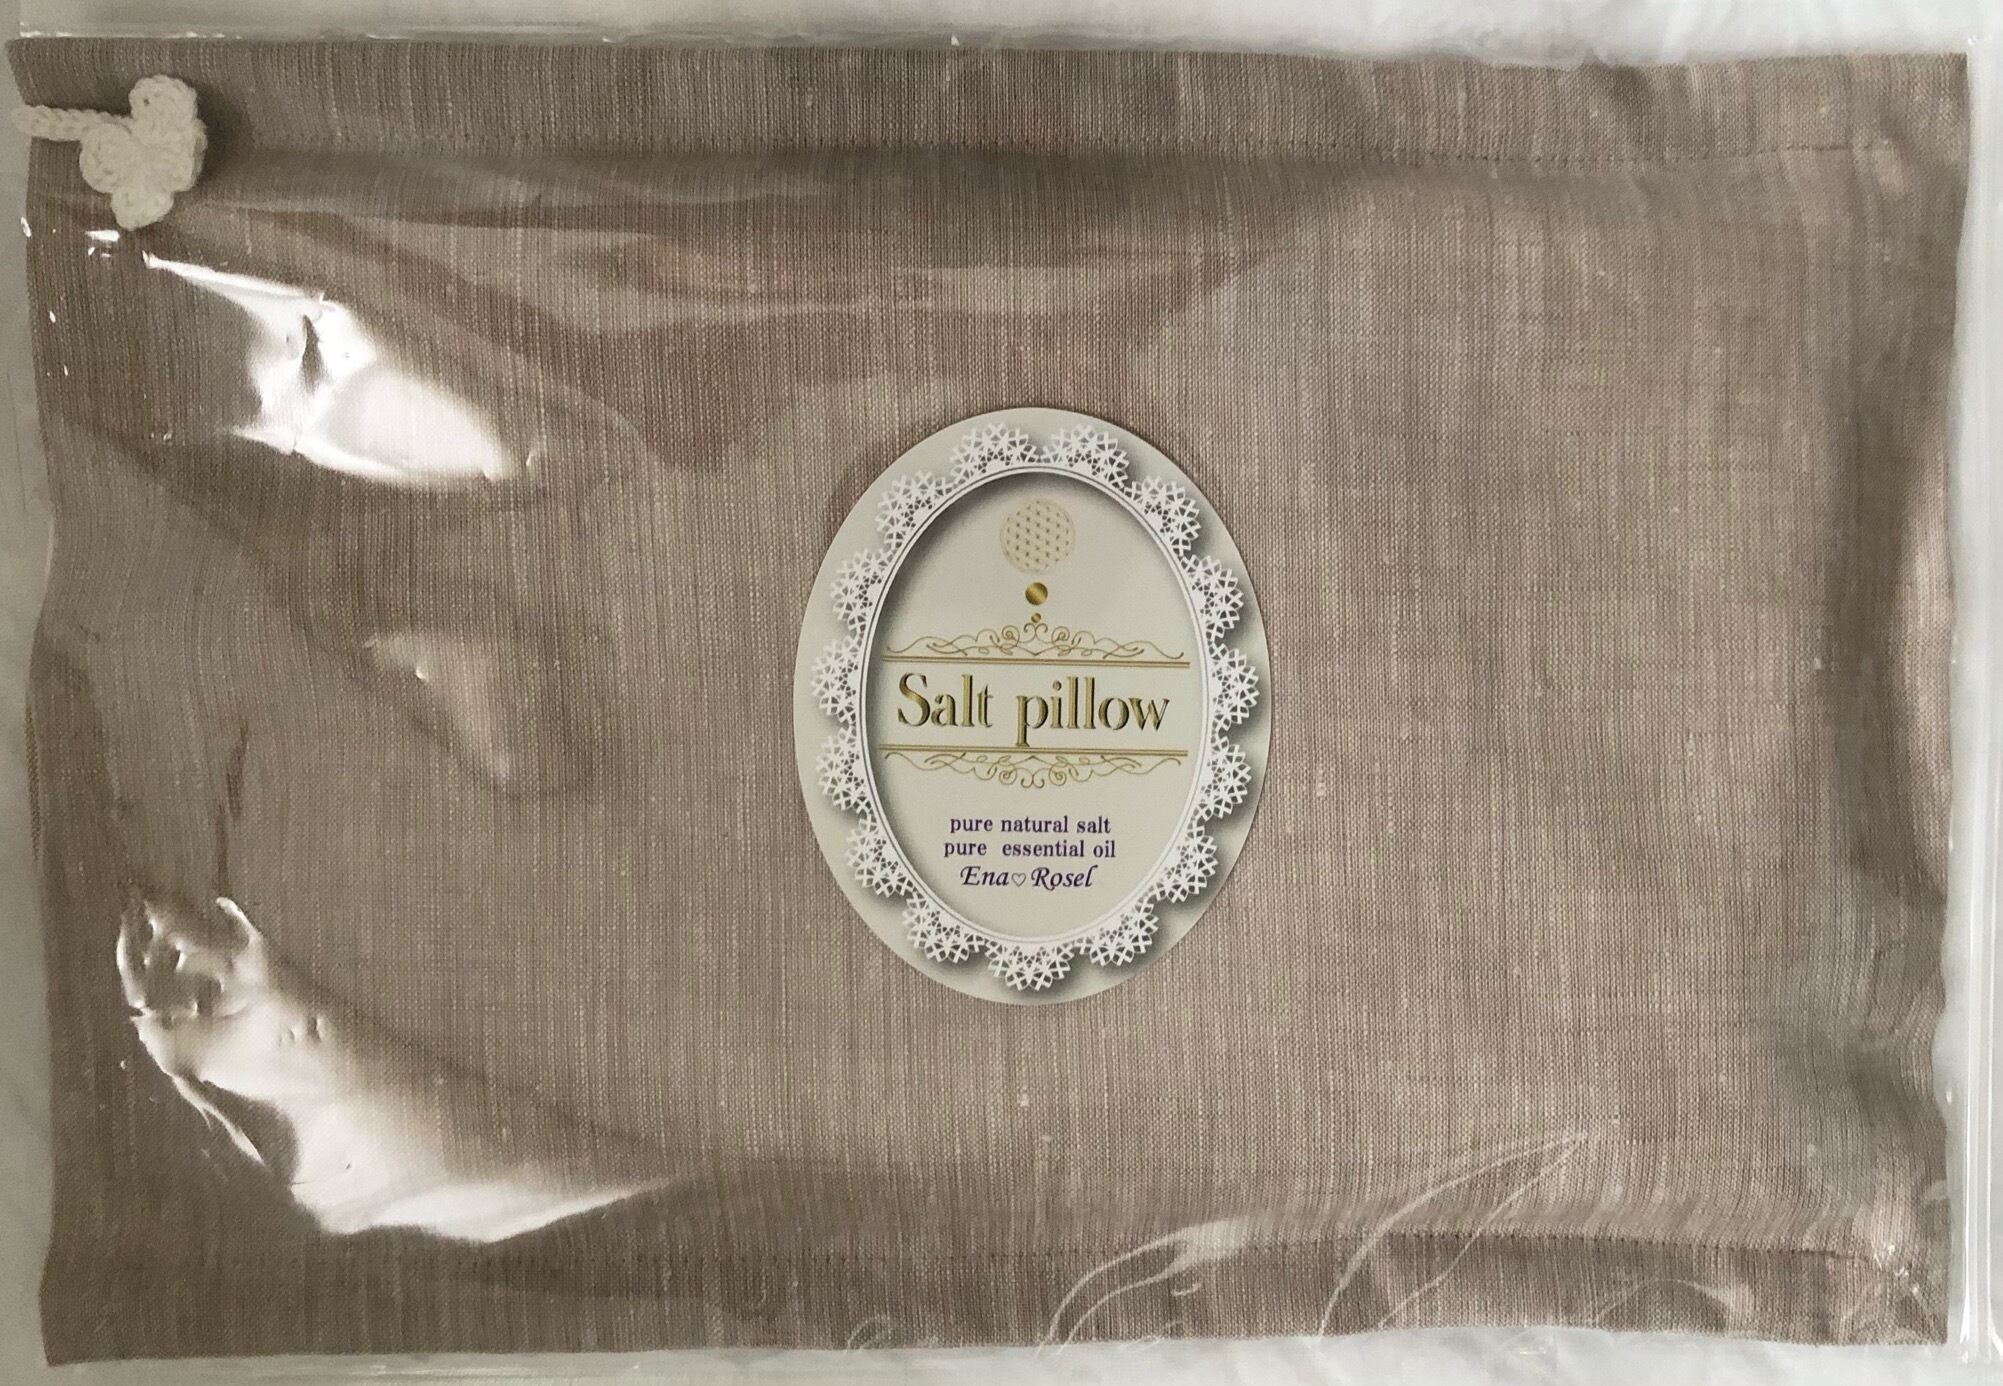 Salt pillow
pure natural salt
pure essential oil
Ena♡Rosel